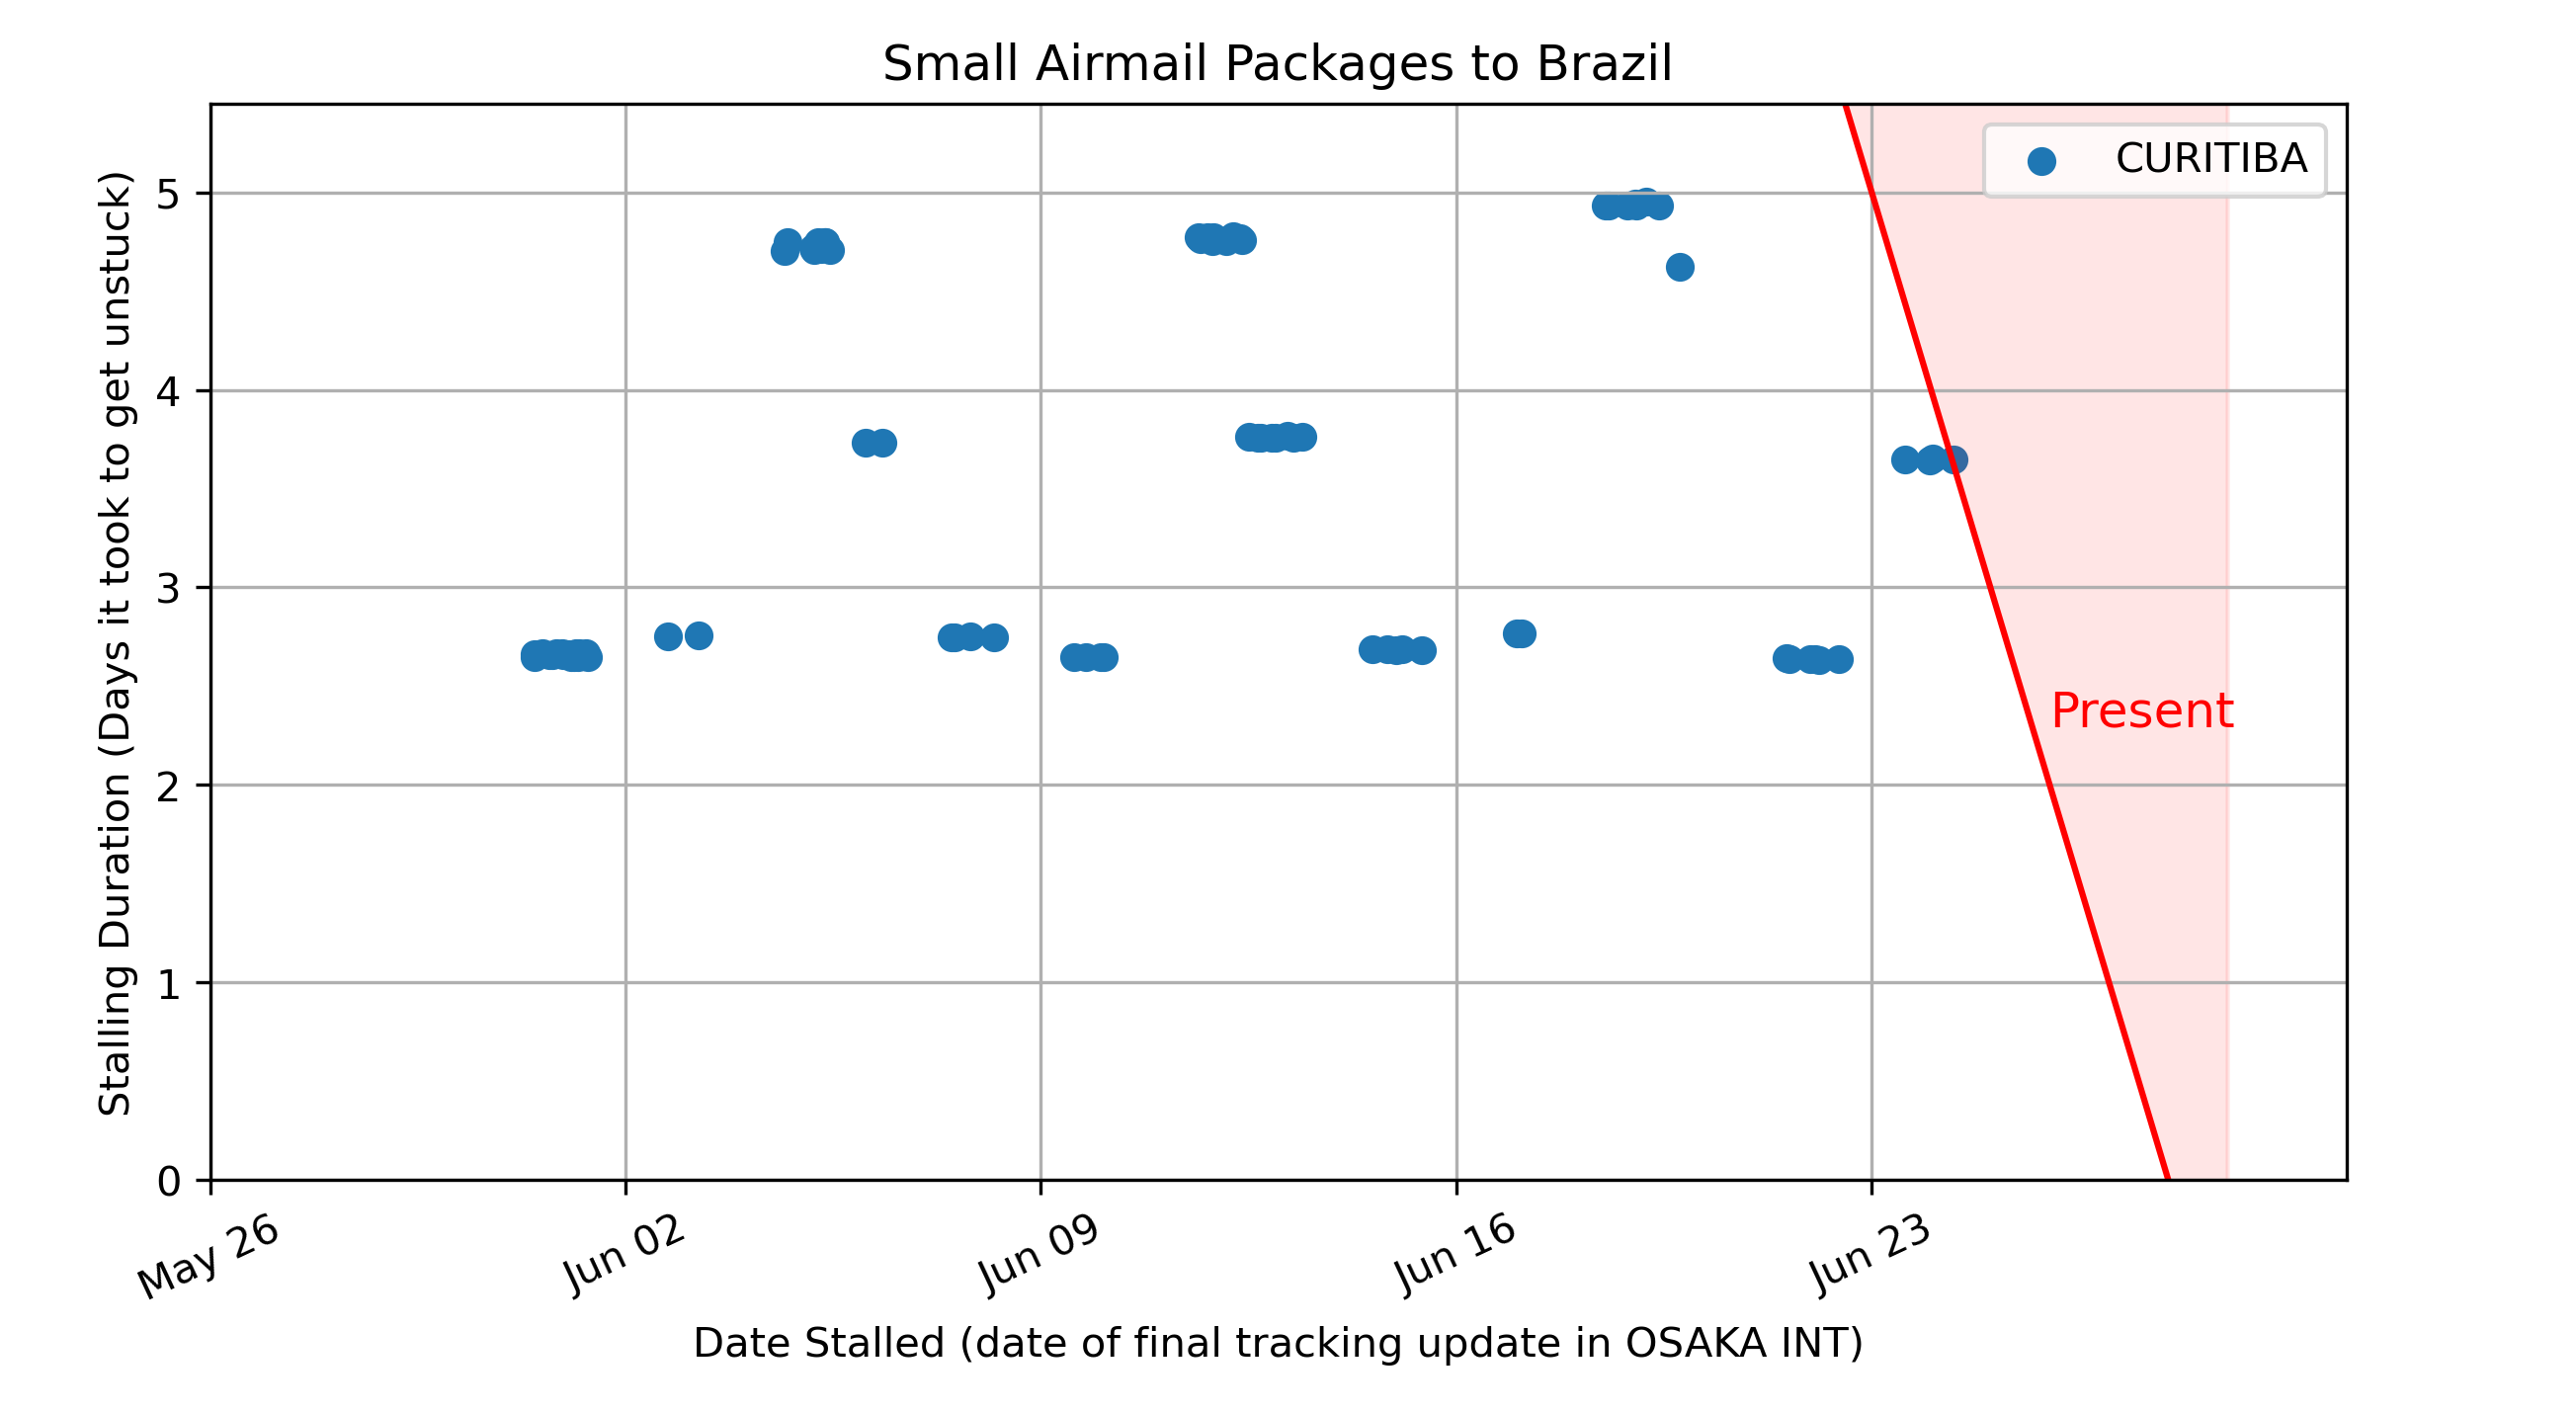 Small Airmail Packages to Brazil
CURITIBA
Stalling Duration (Days it took to get unstuck)
5
4
3
2
1
0
Present
May 26
Jun 02
Jun 09
Jun 16
Jun 23
Date Stalled (date of final tracking update in OSAKA INT)